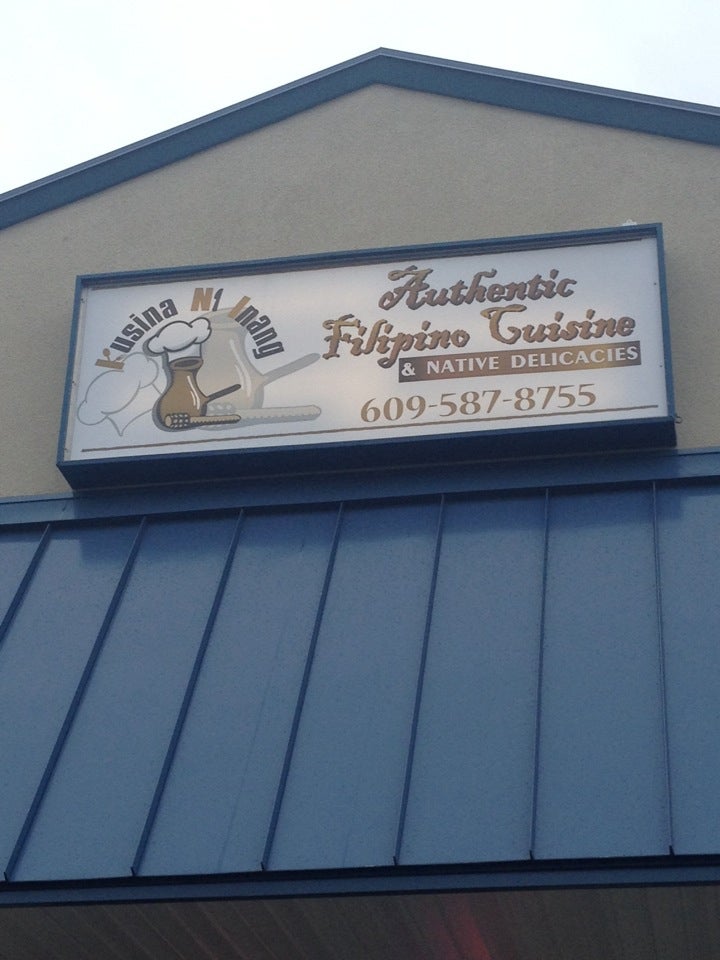 Kusina Ni Inang
Authentic
Filipino Cuisine
& NATIVE DELICACIES
609-587-8755